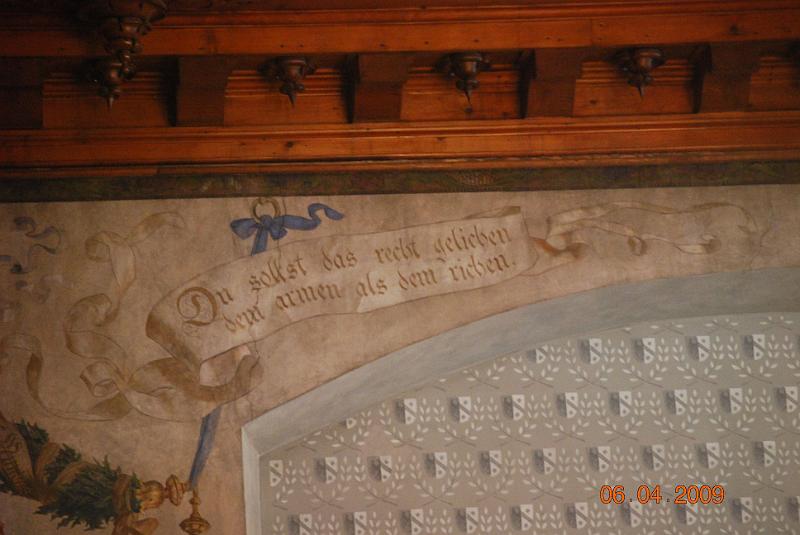 Du sollst das recht gelichen
dem armen als dem richen.
06.04.2009